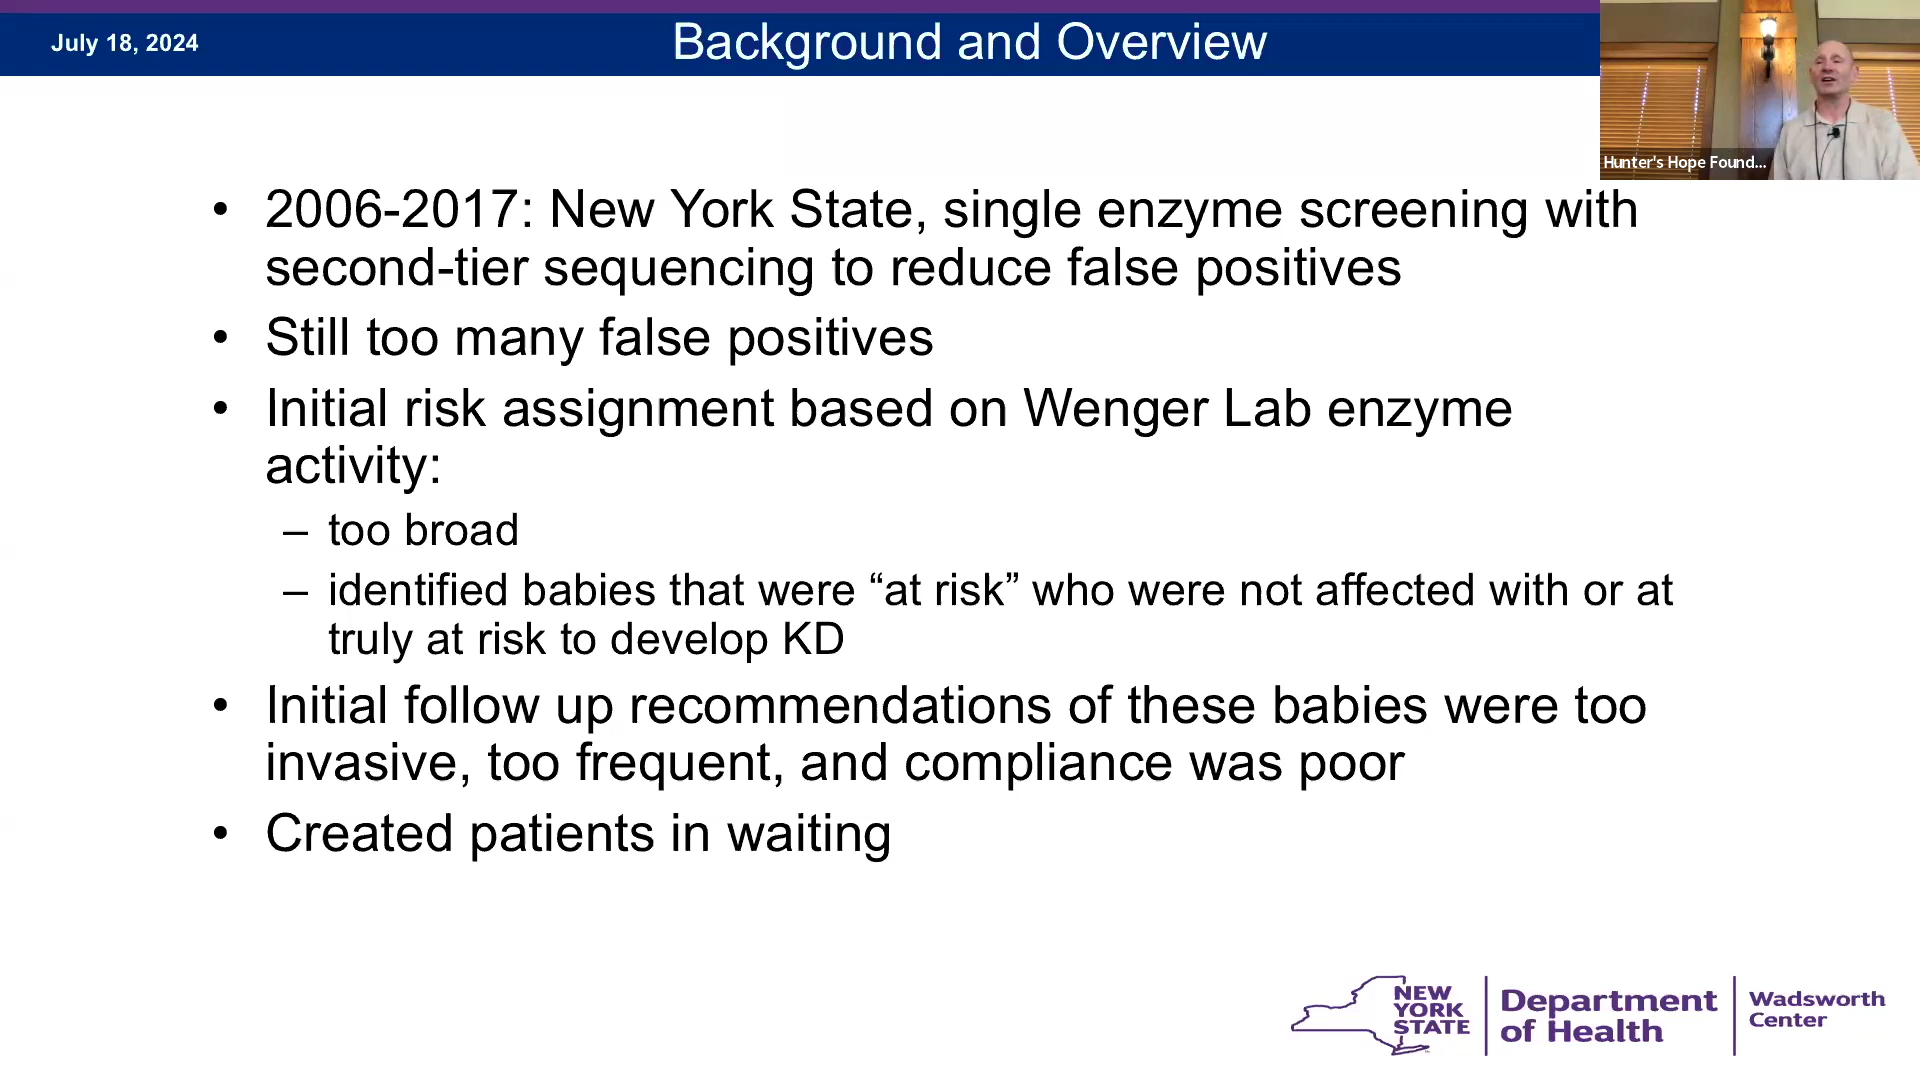 July 18, 2024
Background and Overview
Hunter's Hope Found...
• 2006-2017: New York State, single enzyme screening with
second-tier sequencing to reduce false positives
• Still too many false positives
• Initial risk assignment based on Wenger Lab enzyme
activity:
– too broad
– identified babies that were “at risk” who were not affected with or at
truly at risk to develop KD
• Initial follow up recommendations of these babies were too
invasive, too frequent, and compliance was poor
• Created patients in waiting
NEW
YORK
STATE
Department
of Health
Wadsworth
Center